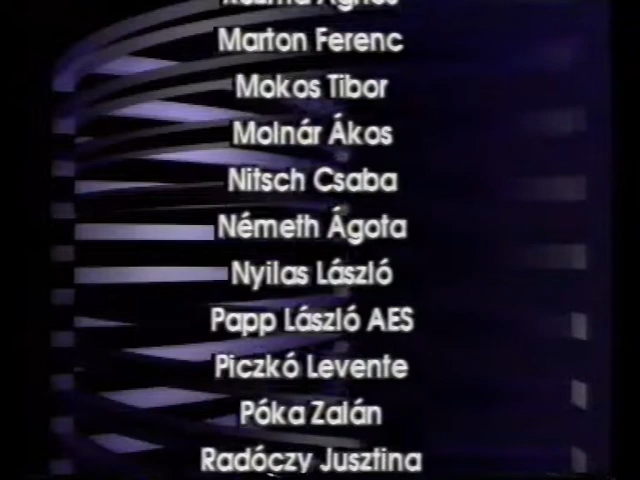 Marton Ferenc
Mokos Tibor
Molnár Ákos
Nitsch Csaba
Németh Ágota
Nyilas László
Papp László AES
Piczkó Levente
Póka Zalán
Radóczy Jusztina